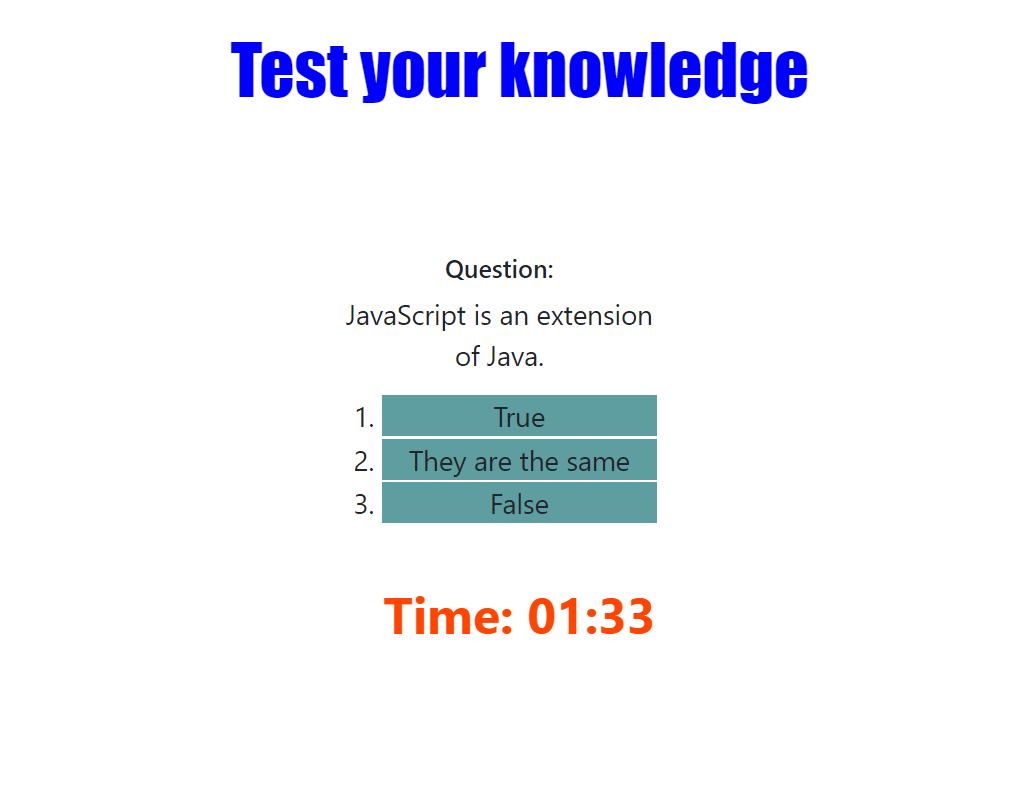 Test your knowledge
Question:
JavaScript is an extension
of Java.
1. True
2. They are the same
3. False
Time: 01:33